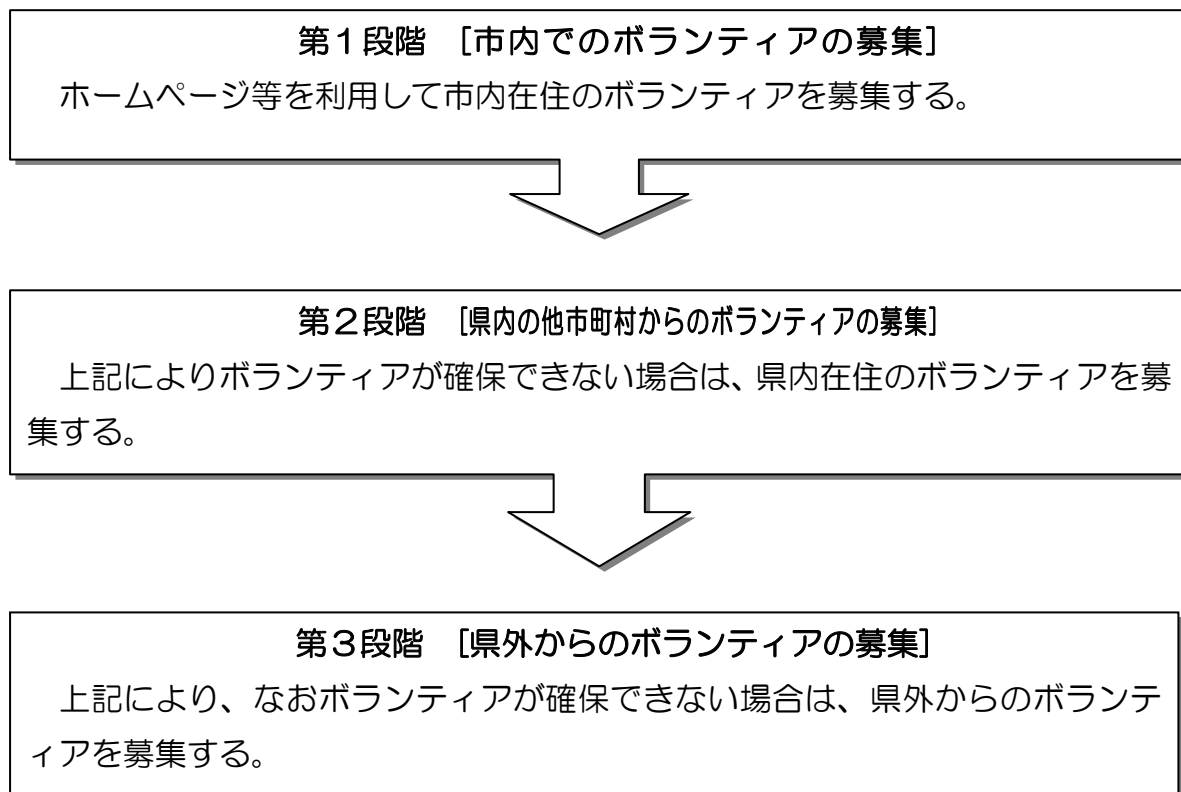 第１段階　[市内でのボランティアの募集]
ホームページ等を利用して市内在住のボランティアを募集する。
第２段階　[県内の他市町村からのボランティアの募集]
上記によりボランティアが確保できない場合は、県内在住のボランティアを募
集する。
第３段階　[県外からのボランティアの募集]
上記により、なおボランティアが確保できない場合は、県外からのボランテ
ィアを募集する。